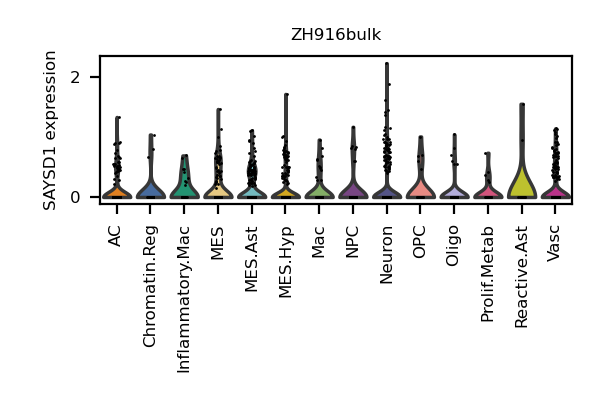 ZH916bulk
SAYSD1 expression
2
0
AC
Chromatin.Reg
Inflammatory.Mac
MES
MES.Ast
MES.Hyp
Mac
NPC
Neuron
OPC
Oligo
Prolif.Metab
Reactive.Ast
Vasc